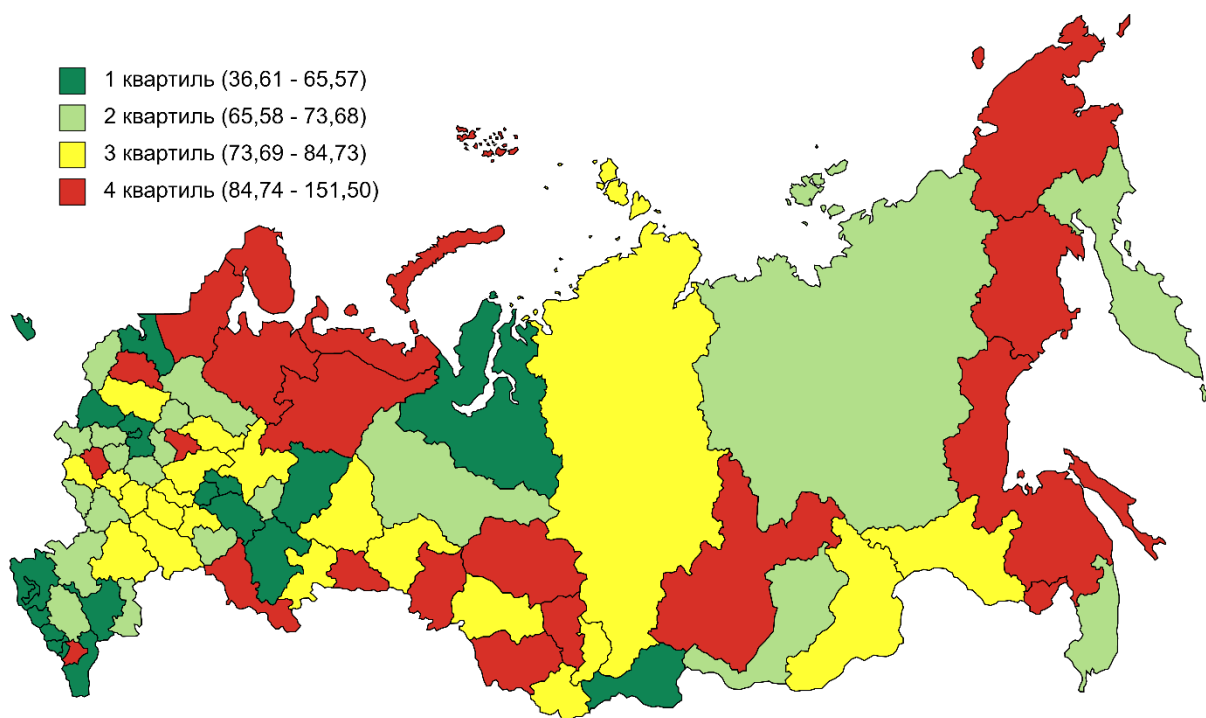 1 квартиль (36,61 - 65,57)
2 квартиль (65,58 - 73,68)
3 квартиль (73,69 - 84,73)
4 квартиль (84,74 - 151,50)